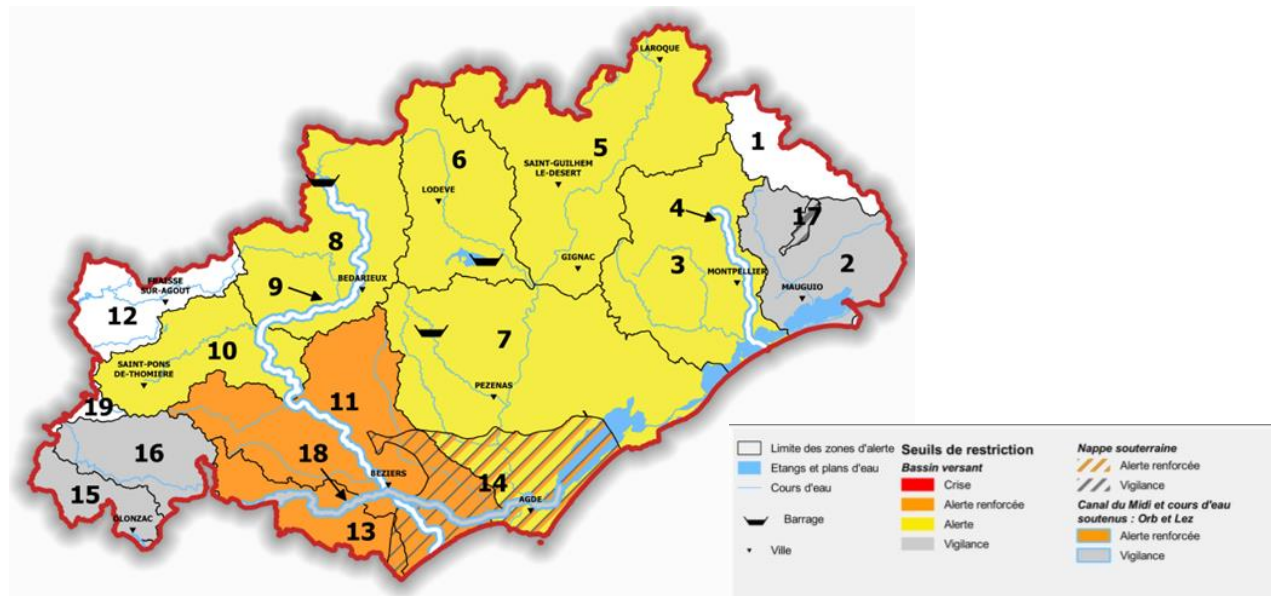 LAROQUE
1
5
6
SAINT-GUILHEM
LE-DESERT
LODEVE
17
4
8
GIGNAC
3
2
MONTPELLIER
BEDARIEUX
MAUGUIO
9
FRAISSE
SUR-AGOUT
12
7
10
SAINT-PONS
DE-THOMIERE
PEZENAS
19
11
16
18
BEZIERS
14
15
AGDE
OLONZAC
13
Limite des zones d'alerte
Etangs et plans d'eau
Cours d'eau
Barrage
Ville
Seuils de restriction
Bassin versant
Crise
Alerte renforcée
Alerte
Vigilance
Nappe souterraine
Alerte renforcée
Vigilance
Canal du Midi et cours d'eau
soutenus : Orb et Lez
Alerte renforcée
Vigilance